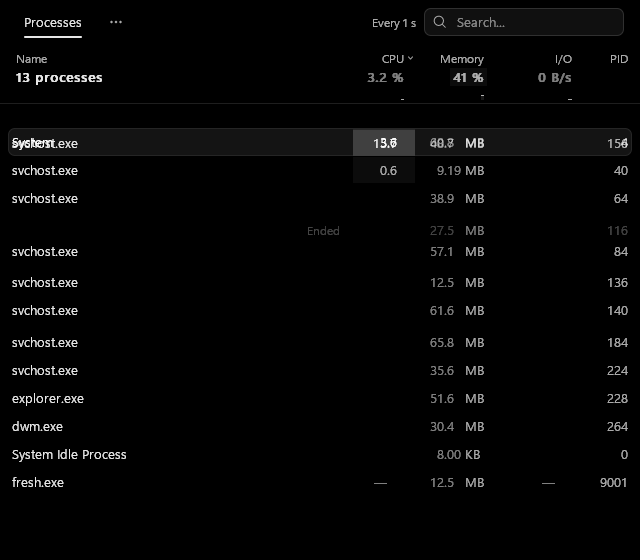 Processes ··· Every 1 s Search...
Name CPU Memory I/O PID
13 processes 3.2 % 41 % 0 B/s
- - -
MB
svchost.exe 0.6 9.19 MB 40
svchost.exe 38.9 MB 64
Ended 27.5 MB 116
svchost.exe 57.1 MB 84
svchost.exe 12.5 MB 136
svchost.exe 61.6 MB 140
svchost.exe 65.8 MB 184
svchost.exe 35.6 MB 224
explorer.exe 51.6 MB 228
dwm.exe 30.4 MB 264
System Idle Process 8.00 KB 0
fresh.exe — 12.5 MB — 9001